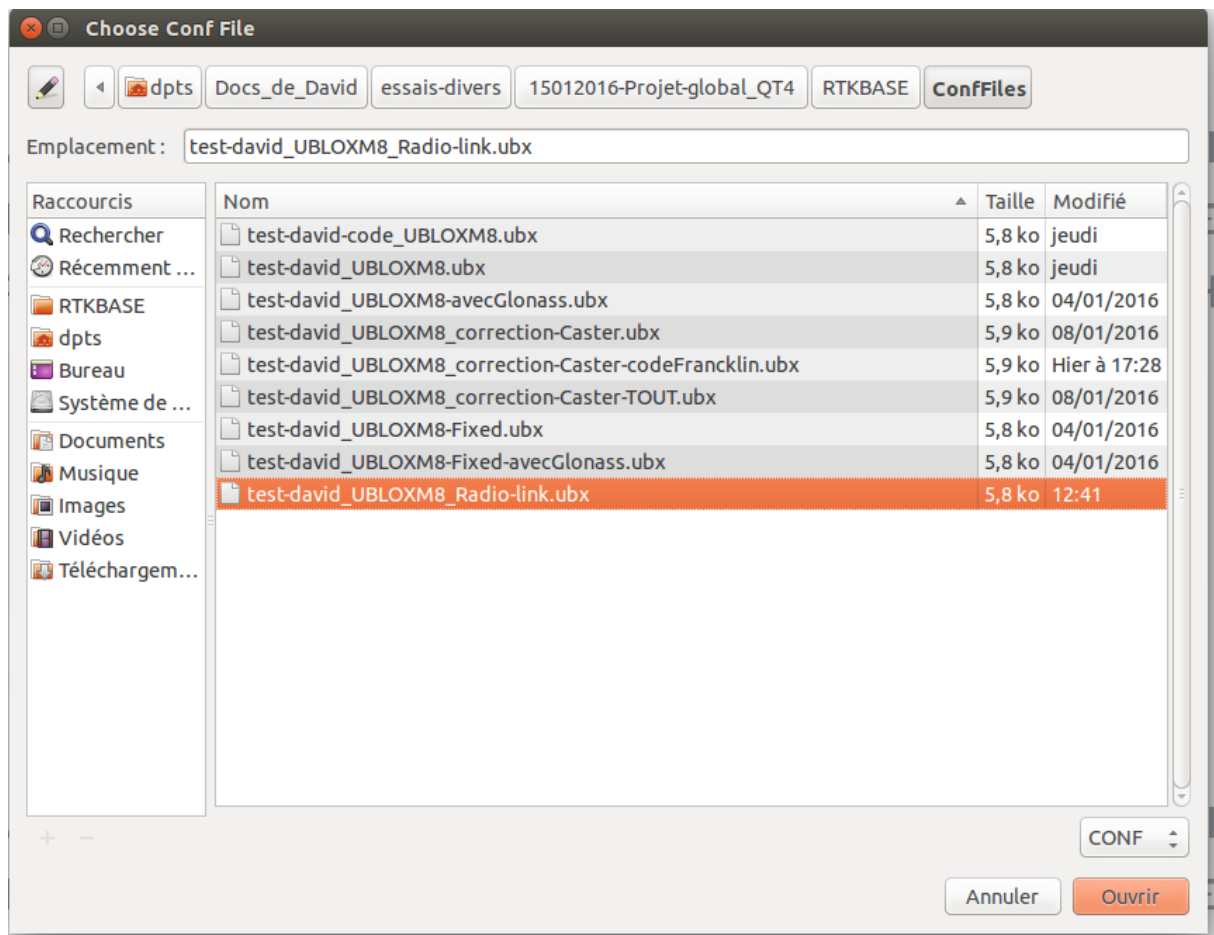 Choose Conf File
dpts Docs_de_David essais-divers 15012016-Projet-global_QT4 RTKBASE ConfFiles
Emplacement : test-david_UBLOXM8_Radio-link.ubx
Raccourcis Nom Taille Modifié
Rechercher test-david-code_UBLOXM8.ubx 5,8 ko jeudi
Récemment ... test-david_UBLOXM8.ubx 5,8 ko jeudi
RTKBASE test-david_UBLOXM8-avecGlonass.ubx 5,8 ko 04/01/2016
dpts test-david_UBLOXM8_correction-Caster.ubx 5,9 ko 08/01/2016
Bureau test-david_UBLOXM8_correction-Caster-codeFrancklin.ubx 5,9 ko Hier à 17:28
Système de ... test-david_UBLOXM8_correction-Caster-TOUT.ubx 5,9 ko 08/01/2016
Documents test-david_UBLOXM8-Fixed.ubx 5,8 ko 04/01/2016
Musique test-david_UBLOXM8-Fixed-avecGlonass.ubx 5,8 ko 04/01/2016
Images test-david_UBLOXM8_Radio-link.ubx 5,8 ko 12:41
Vidéos
Téléchargem...
CONF
Annuler Ouvrir